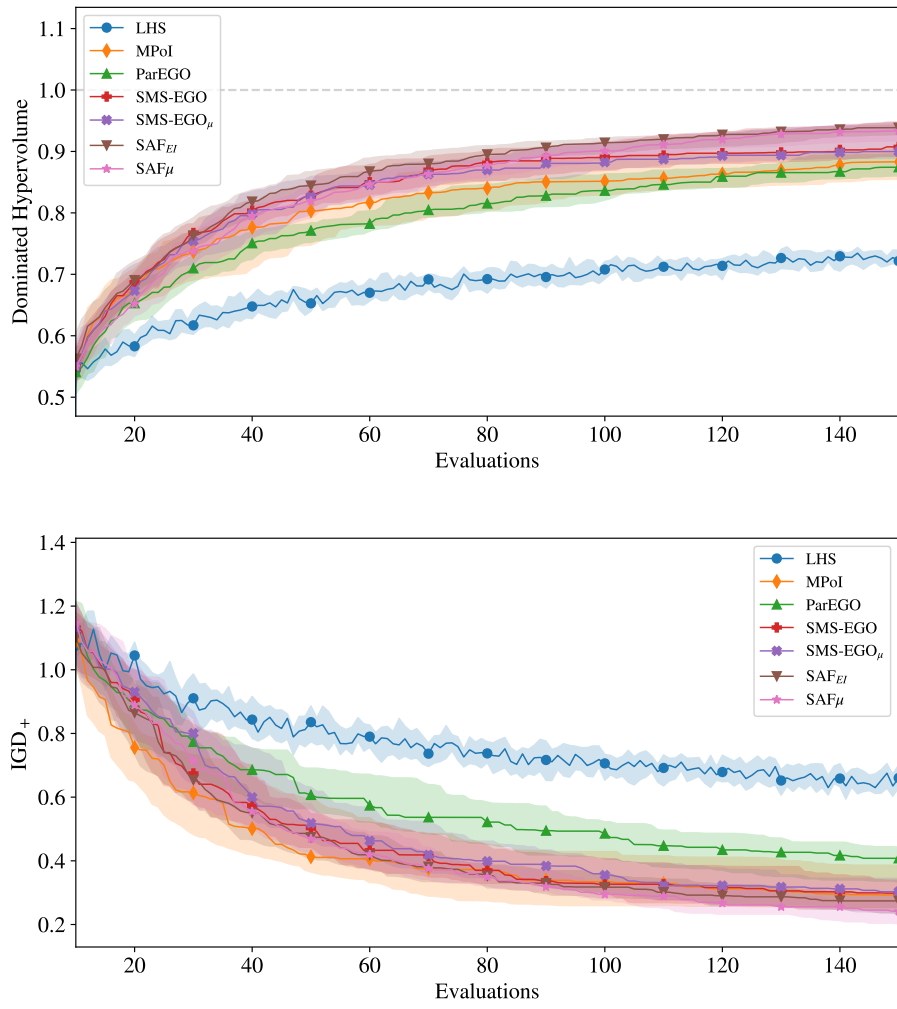 1.1
1.0
0.9
0.8
0.7
0.6
0.5
Dominated Hypervolume
LHS
MPoI
ParEGO
SMS-EGO
SMS-EGOμ
SAFEI
SAFμ
20 40 60 80 100 120 140
Evaluations
1.4
1.2
1.0
0.8
0.6
0.4
0.2
IGD+
LHS
MPoI
ParEGO
SMS-EGO
SMS-EGOμ
SAFEI
SAFμ
20 40 60 80 100 120 140
Evaluations